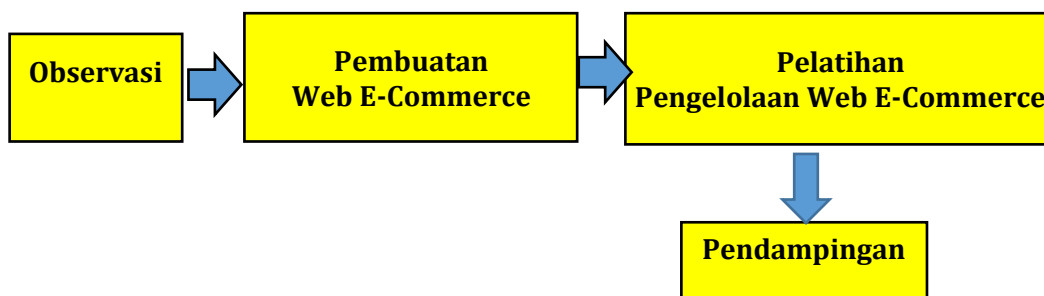 Observasi
Pembuatan
Web E-Commerce
Pelatihan
Pengelolaan Web E-Commerce
Pendampingan